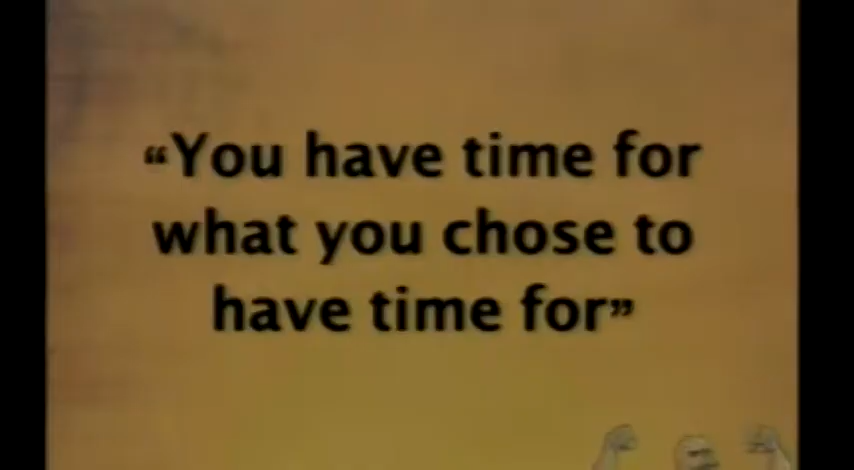 “You have time for
what you chose to
have time for”